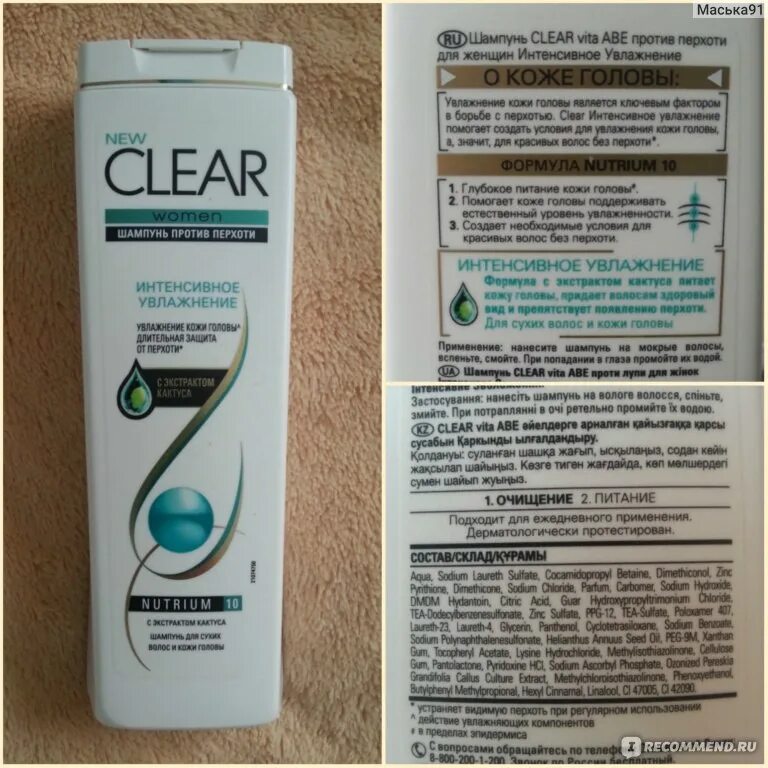 Маська91
NEW
CLEAR
women
ШАМПУНЬ ПРОТИВ ПЕРХОТИ
ИНТЕНСИВНОЕ
УВЛАЖНЕНИЕ
УВЛАЖНЕНИЕ КОЖИ ГОЛОВЫ^
ДЛИТЕЛЬНАЯ ЗАЩИТА
ОТ ПЕРХОТИ*
С ЭКСТРАКТОМ
КАКТУСА
21074750
NUTRIUM 10
С ЭКСТРАКТОМ КАКТУСА
ШАМПУНЬ ДЛЯ СУХИХ
ВОЛОС И КОЖИ ГОЛОВЫ
RU Шампунь CLEAR vita ABE против перхоти
для женщин Интенсивное Увлажнение
О КОЖЕ ГОЛОВЫ:
Увлажнение кожи головы является ключевым фактором
в борьбе с перхотью. Clear Интенсивное увлажнение
помогает создать условия для увлажнения кожи головы,
а, значит, для красивых волос без перхоти*.
ФОРМУЛА NUTRIUM 10
1. Глубокое питание кожи головы#.
2. Помогает коже головы поддерживать
естественный уровень увлажненности.
3. Создает необходимые условия для
красивых волос без перхоти.
ИНТЕНСИВНОЕ УВЛАЖНЕНИЕ
Формула с экстрактом кактуса питает
кожу головы, придает волосам здоровый
вид и препятствует появлению перхоти.
Для сухих волос и кожи головы
Применение: нанесите шампунь на мокрые волосы,
вспеньте, смойте. При попадании в глаза промойте их водой.
UA Шампунь CLEAR vita ABE проти лупи для жінок
Інтенсивне Зволоження.
Застосування: нанесіть шампунь на вологе волосся, спіньте,
змийте. При потраплянні в очі ретельно промийте їх водою.
KZ CLEAR vita ABE әйелдерге арналған қайызғаққа қарсы
сусабын Қарқынды ылғалдандыру.
Қолдануы: суланған шашқа жағып, ысқылаңыз, содан кейін
жақсылап шайыңыз. Көзге тиген жағдайда, көп мөлшердегі
сумен шайып жуыңыз.
1. ОЧИЩЕНИЕ 2. ПИТАНИЕ
Подходит для ежедневного применения.
Дерматологически протестирован.
СОСТАВ/СКЛАД/ҚҰРАМЫ
Aqua, Sodium Laureth Sulfate, Cocamidopropyl Betaine, Dimethiconol, Zinc
Pyrithione, Dimethicone, Sodium Chloride, Parfum, Carbomer, Sodium Hydroxide,
DMDM Hydantoin, Citric Acid, Guar Hydroxypropyltrimonium Chloride,
TEA-Dodecylbenzenesulfonate, Zinc Sulfate, PPG-12, TEA-Sulfate, Poloxamer 407,
Laureth-23, Laureth-4, Glycerin, Panthenol, Cyclotetrasiloxane, Sodium Benzoate,
Sodium Polynaphthalenesulfonate, Helianthus Annuus Seed Oil, PEG-9M, Xanthan
Gum, Tocopheryl Acetate, Lysine Hydrochloride, Methylisothiazolinone, Cellulose
Gum, Pantolactone, Pyridoxine HCl, Sodium Ascorbyl Phosphate, Ozonized Pereskia
Grandifolia Callus Culture Extract, Methylchloroisothiazolinone, Phenoxyethanol,
Butylphenyl Methylpropional, Hexyl Cinnamal, Linalool, CI 47005, CI 42090.
* устраняет видимую перхоть при регулярном использовании
^ действие увлажняющих компонентов
# в пределах эпидермиса
С вопросами обращайтесь по телефону
8-800-200-1-200. Звонок по России бесплатный
IRECOMMEND.RU